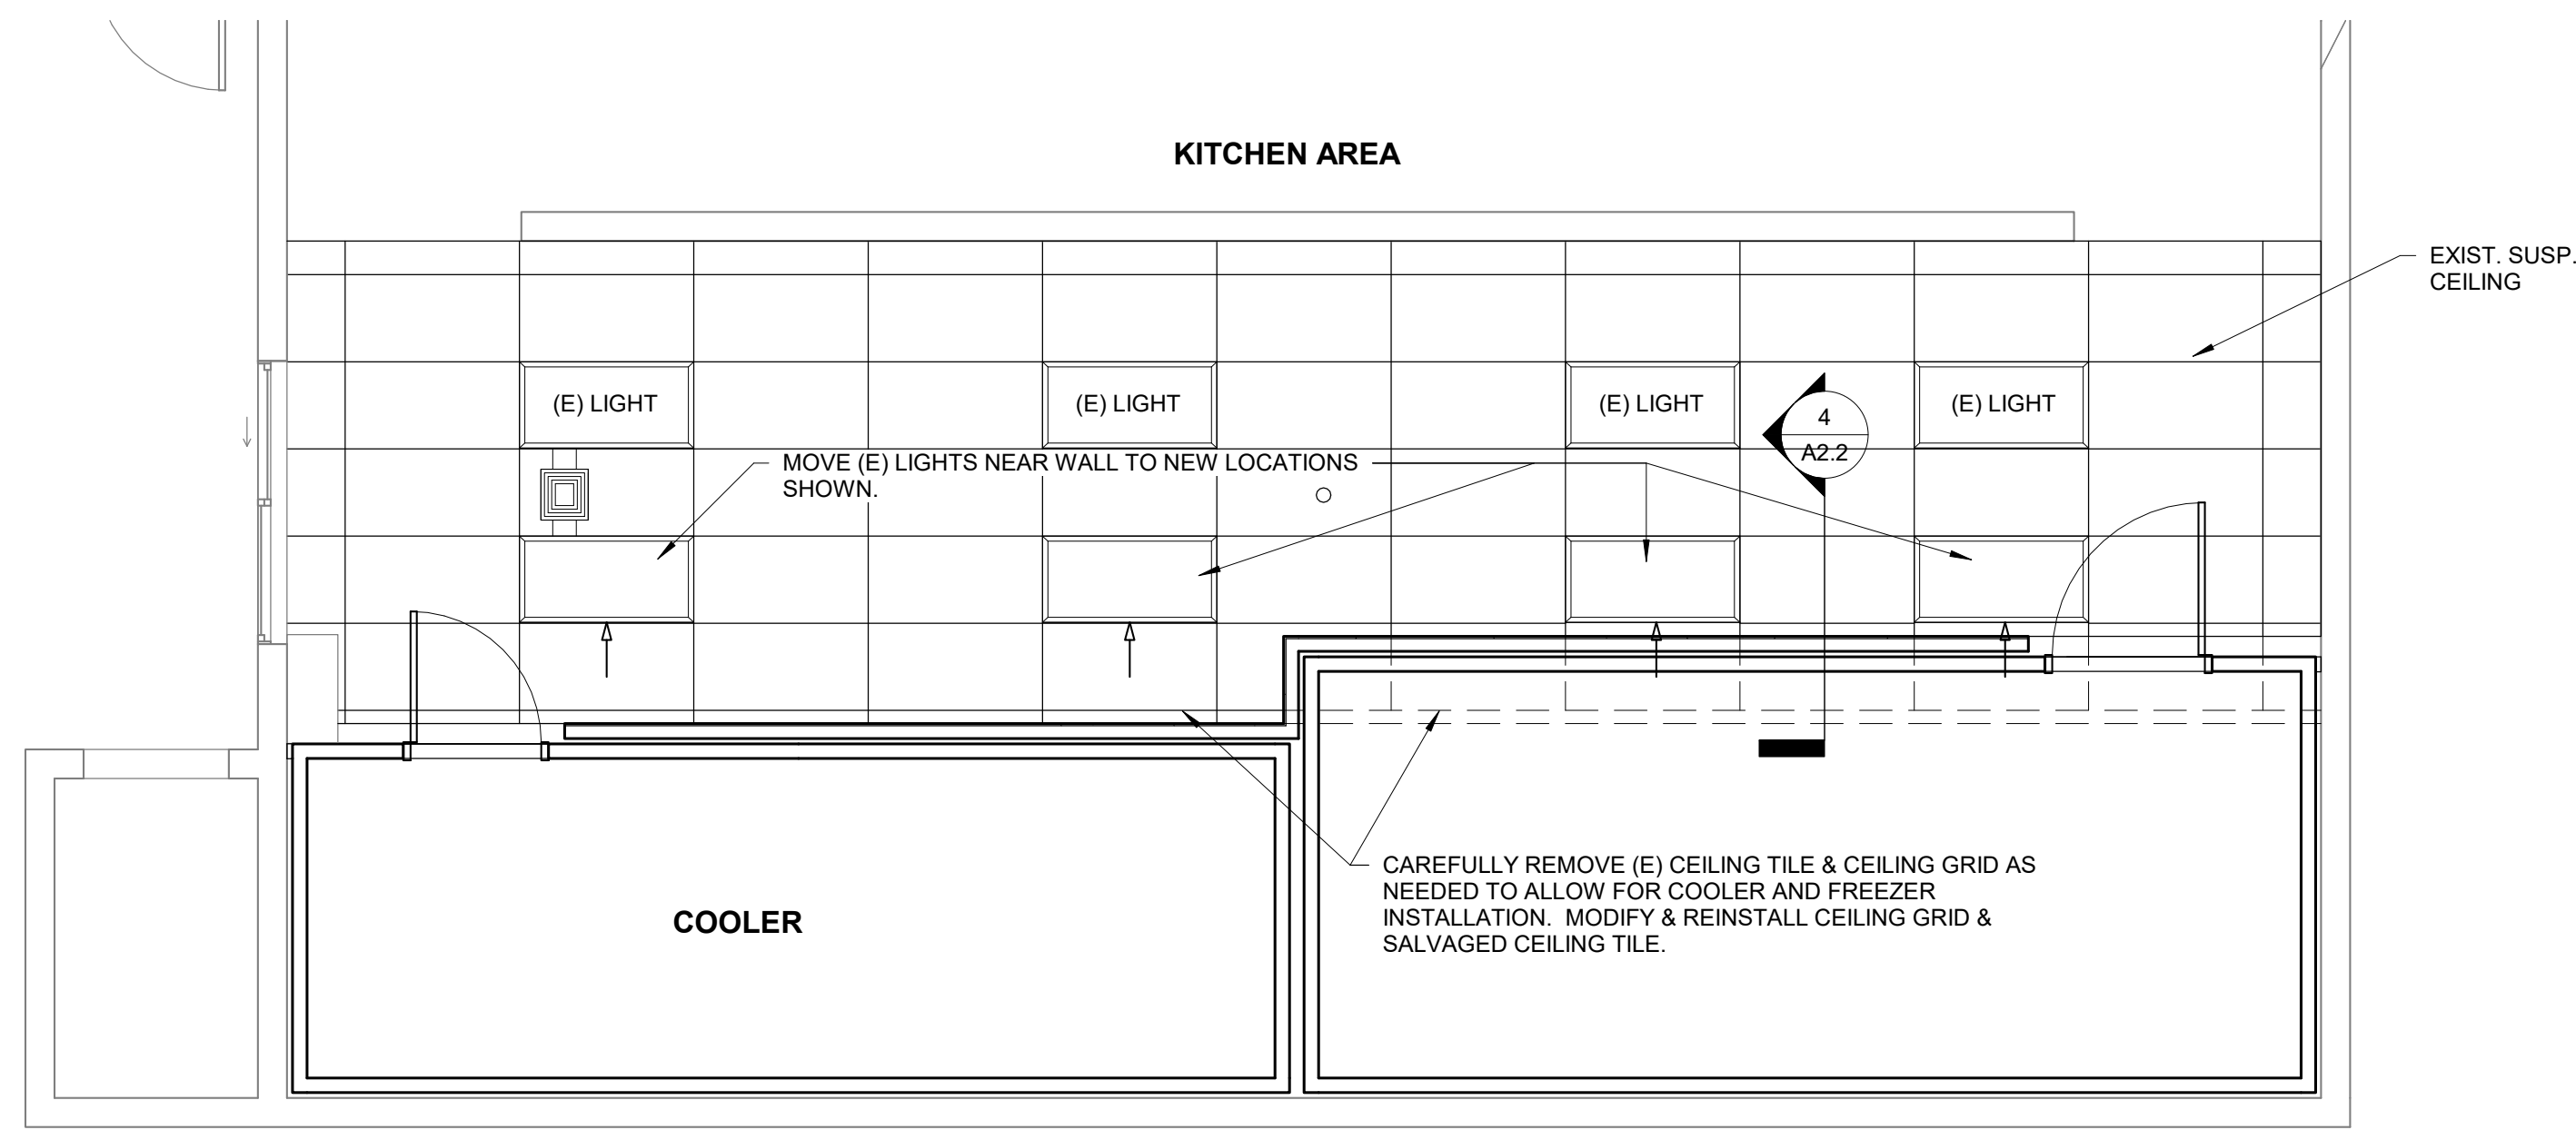 KITCHEN AREA
EXIST. SUSP.
CEILING
(E) LIGHT
(E) LIGHT
(E) LIGHT
(E) LIGHT
4
A2.2
MOVE (E) LIGHTS NEAR WALL TO NEW LOCATIONS
SHOWN.
CAREFULLY REMOVE (E) CEILING TILE & CEILING GRID AS
NEEDED TO ALLOW FOR COOLER AND FREEZER
INSTALLATION.  MODIFY & REINSTALL CEILING GRID &
SALVAGED CEILING TILE.
COOLER